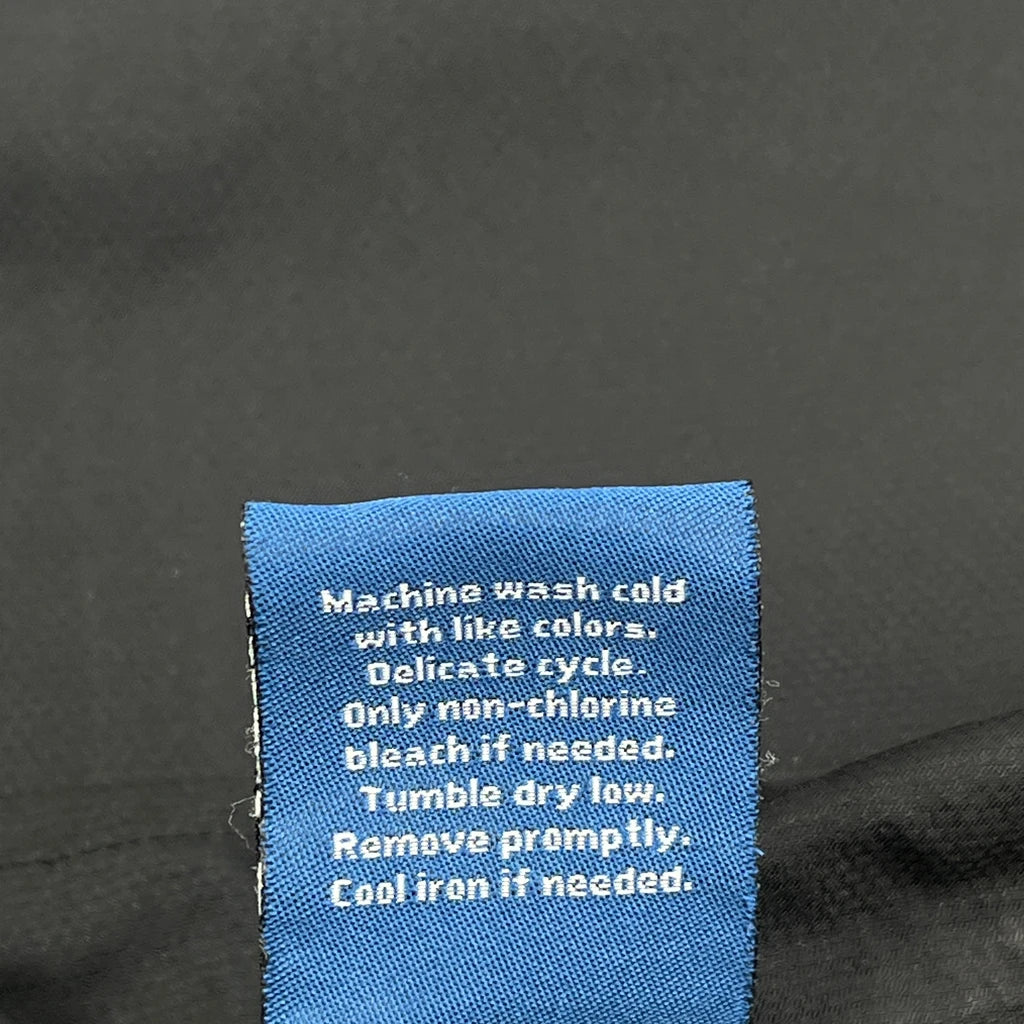 Machine wash cold
with like colors.
Delicate cycle.
Only non-chlorine
bleach if needed.
Tumble dry low.
Remove promptly.
Cool iron if needed.